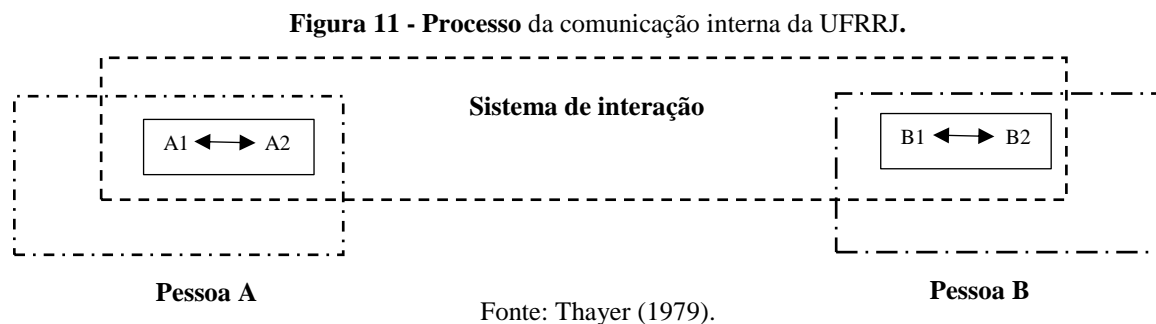 Figura 11 - Processo da comunicação interna da UFRRJ.
Sistema de interação
A1 A2
B1 B2
Pessoa A
Pessoa B
Fonte: Thayer (1979).